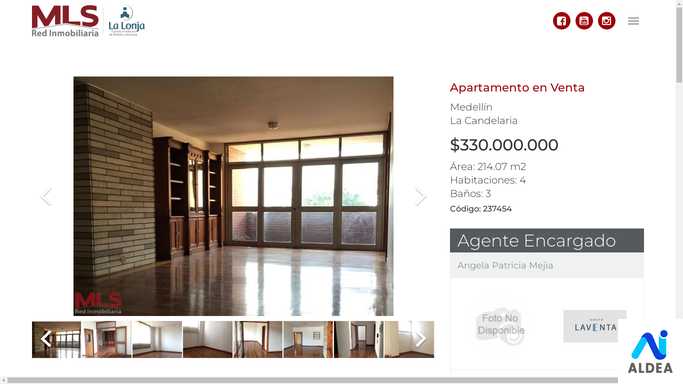 MLS
Red Inmobiliaria
La Lonja
Apartamento en Venta
Medellín
La Candelaria
$330.000.000
Área: 214.07 m2
Habitaciones: 4
Baños: 3
Código: 237454
Agente Encargado
Angela Patricia Mejia
Foto No
Disponible
LAVENTA
MLS
Red Inmobiliaria
ALDEA